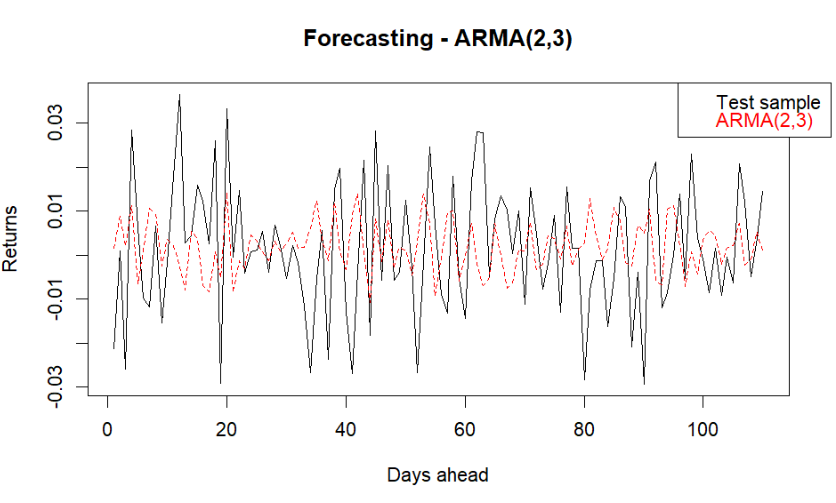 Forecasting - ARMA(2,3)
Test sample
ARMA(2,3)
Returns
0.03
0.01
-0.01
-0.03
0 20 40 60 80 100
Days ahead